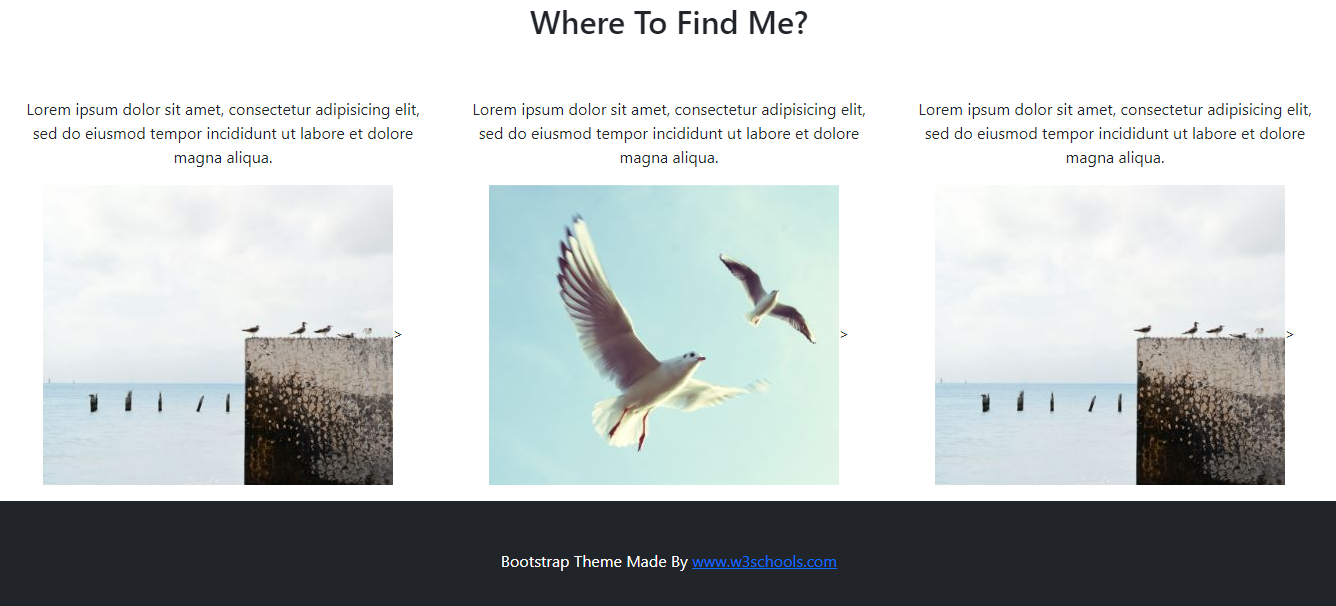 Where To Find Me?
Lorem ipsum dolor sit amet, consectetur adipisicing elit,
sed do eiusmod tempor incididunt ut labore et dolore
magna aliqua.
>
Lorem ipsum dolor sit amet, consectetur adipisicing elit,
sed do eiusmod tempor incididunt ut labore et dolore
magna aliqua.
>
Lorem ipsum dolor sit amet, consectetur adipisicing elit,
sed do eiusmod tempor incididunt ut labore et dolore
magna aliqua.
>
Bootstrap Theme Made By www.w3schools.com